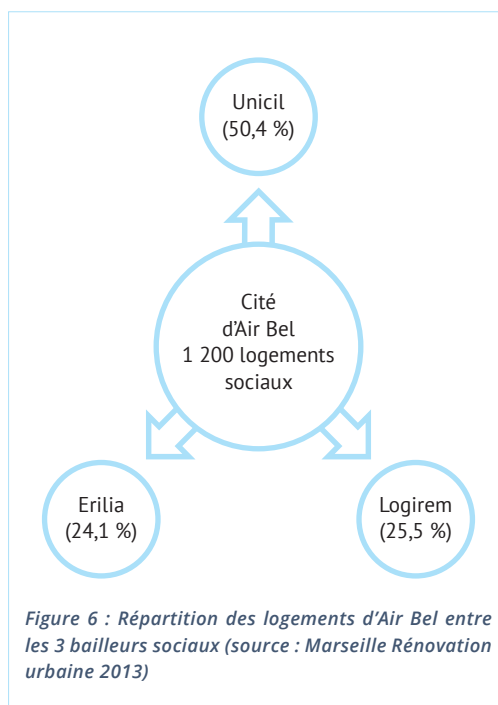 Unicil
(50,4 %)
Cité
d’Air Bel
1 200 logements
sociaux
Erilia
(24,1 %)
Logirem
(25,5 %)
Figure 6 : Répartition des logements d’Air Bel entre
les 3 bailleurs sociaux (source : Marseille Rénovation
urbaine 2013)